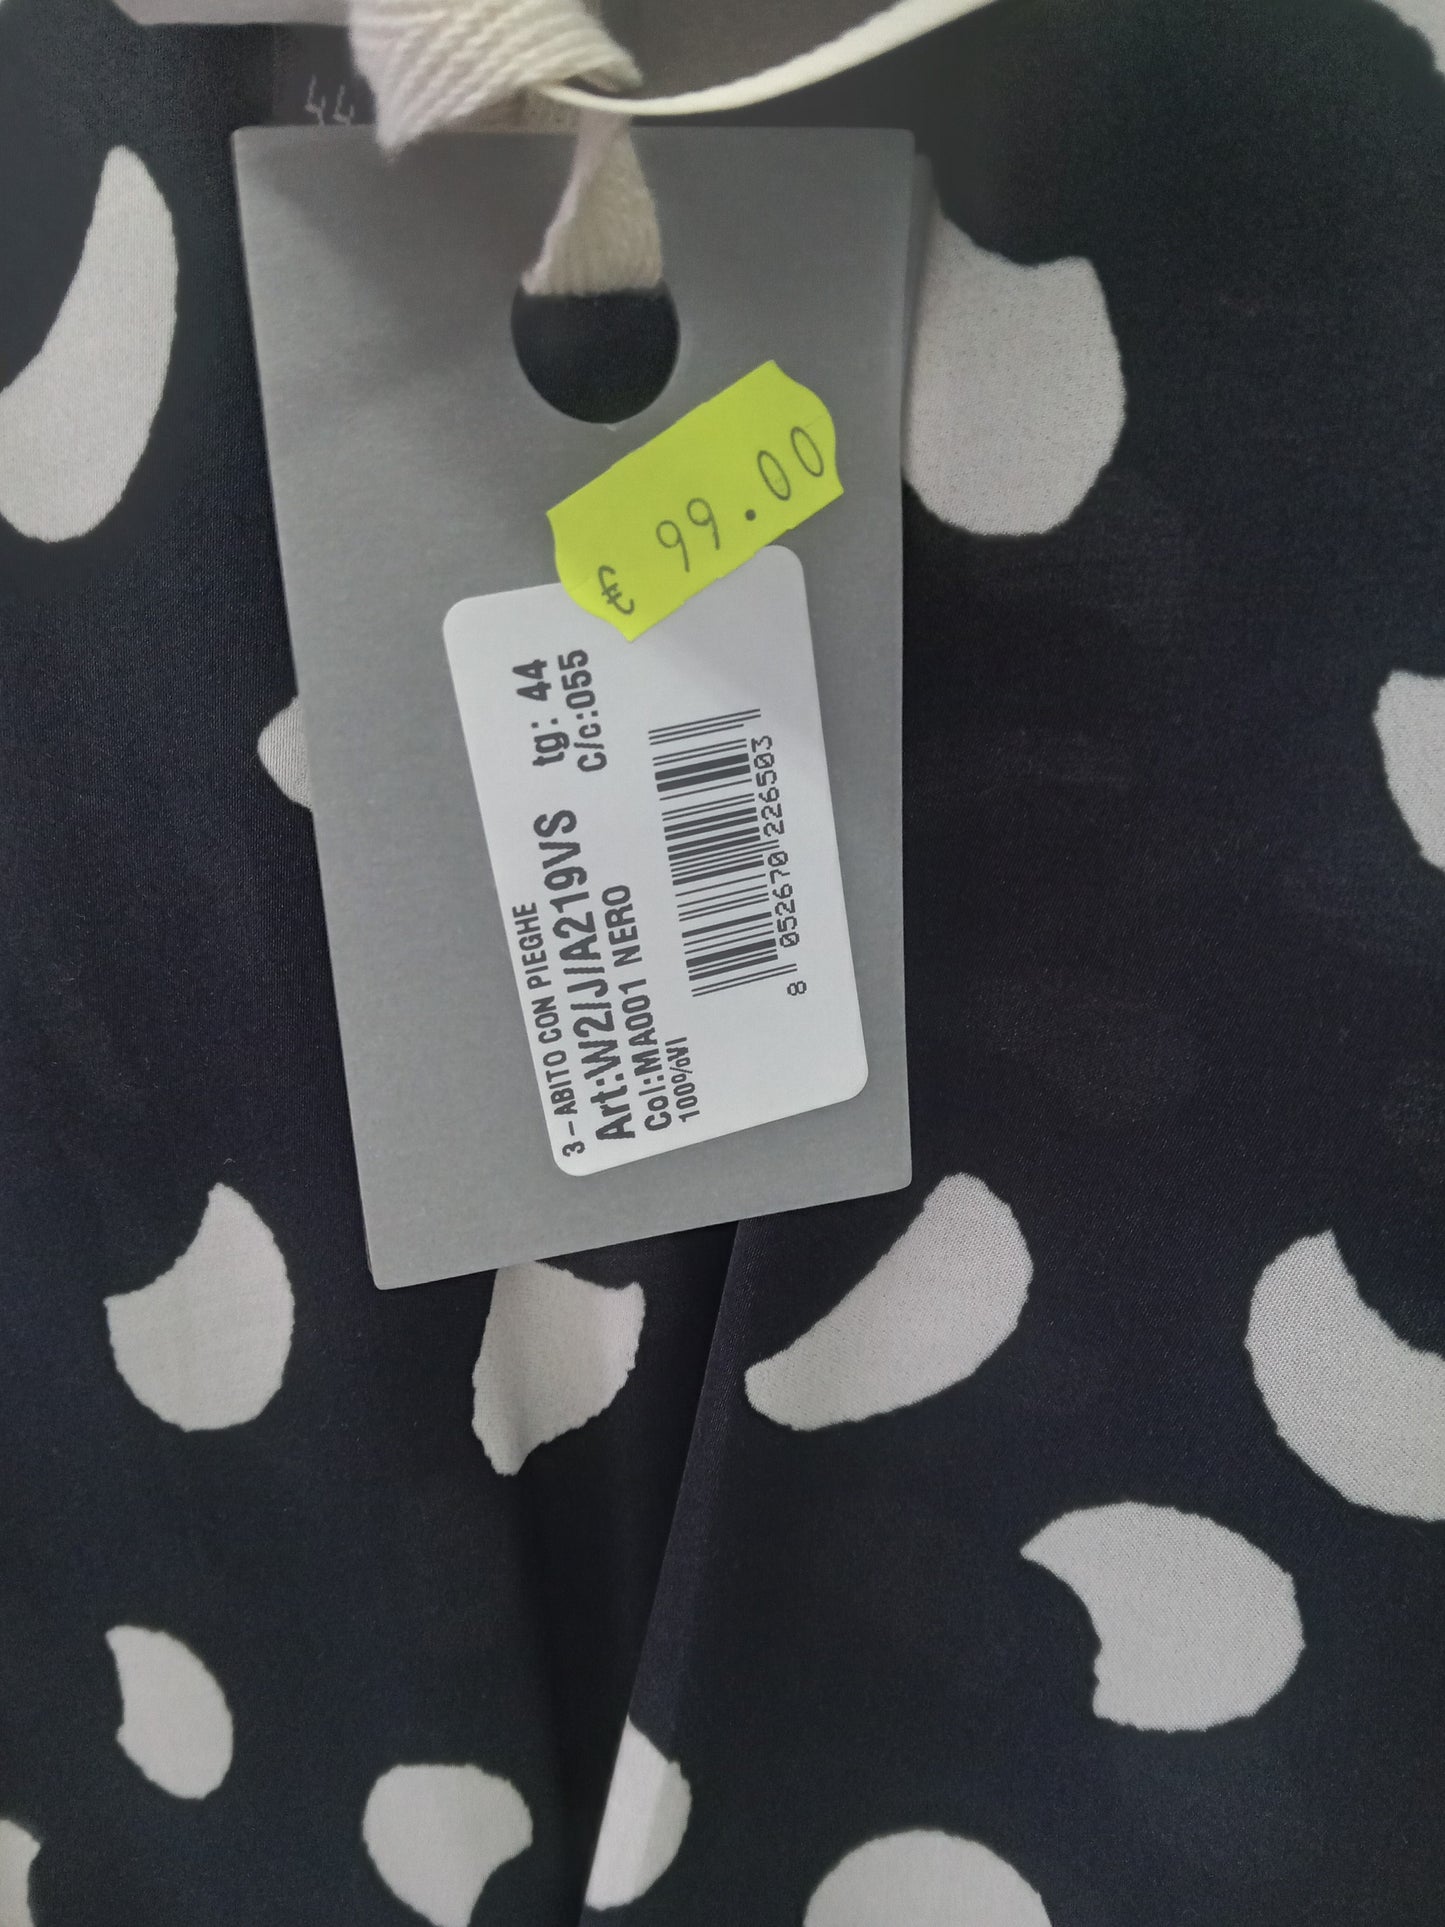 44
€ 99.00
3-ABITO CON PIEGHE
Art:W2/J/A219VS tg: 44
Col:MA001 NERO C/c:055
100%VI
8 052670 226503